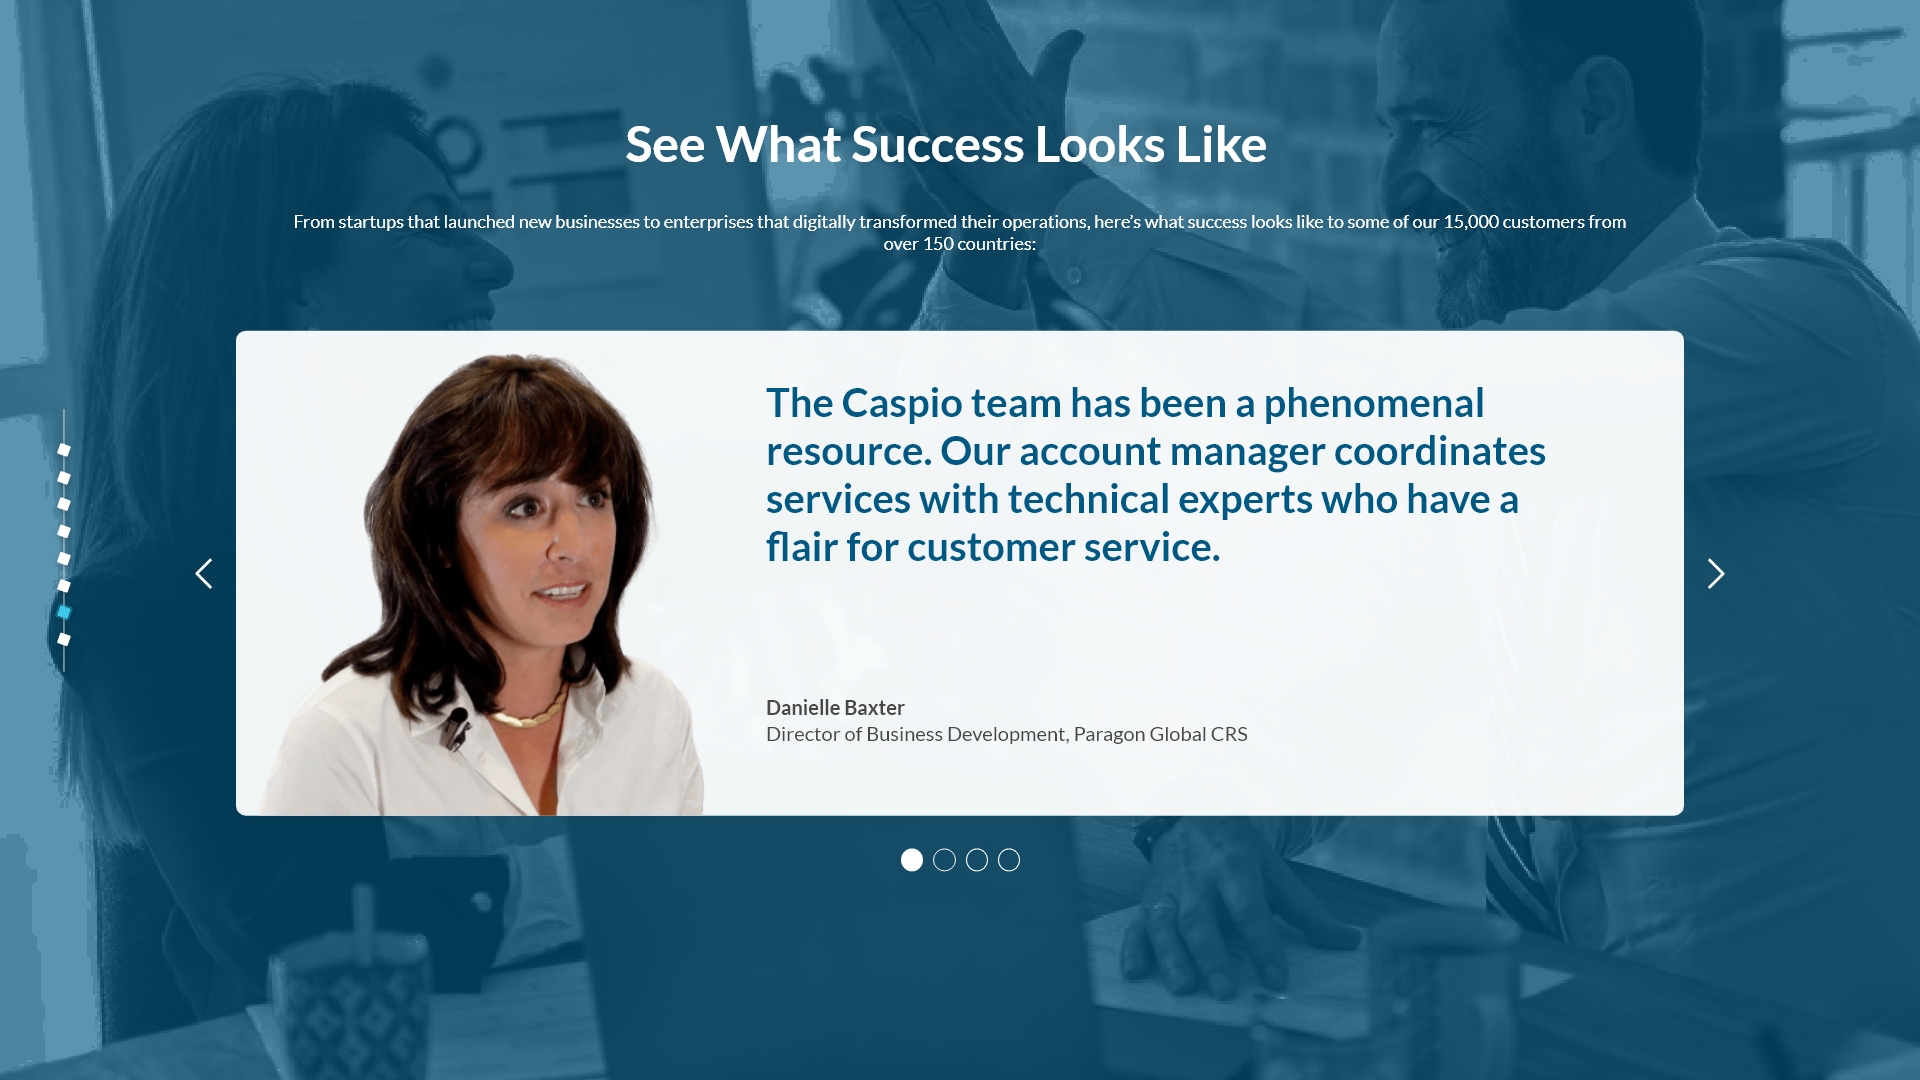 See What Success Looks Like
From startups that launched new businesses to enterprises that digitally transformed their operations, here’s what success looks like to some of our 15,000 customers from
over 150 countries:
The Caspio team has been a phenomenal
resource. Our account manager coordinates
services with technical experts who have a
flair for customer service.
Danielle Baxter
Director of Business Development, Paragon Global CRS